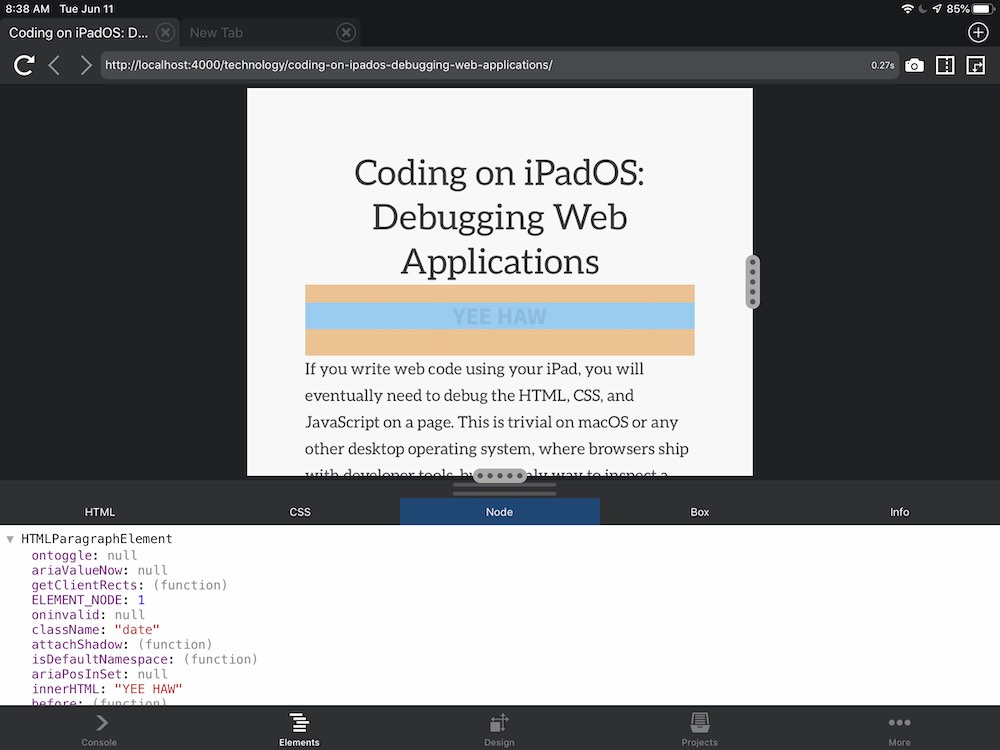 8:38 AM Tue Jun 11 85%
Coding on iPadOS: D... New Tab
http://localhost:4000/technology/coding-on-ipados-debugging-web-applications/ 0.27s
Coding on iPadOS:
Debugging Web
Applications
YEE HAW
If you write web code using your iPad, you will
eventually need to debug the HTML, CSS, and
JavaScript on a page. This is trivial on macOS or any
other desktop operating system, where browsers ship
with developer tools, way to inspect a
HTML CSS Node Box Info
HTMLParagraphElement
ontoggle: null
ariaValueNow: null
getClientRects: (function)
ELEMENT_NODE: 1
oninvalid: null
className: "date"
attachShadow: (function)
isDefaultNamespace: (function)
ariaPosInSet: null
innerHTML: "YEE HAW"
before: (function)
Console Elements Design Projects More